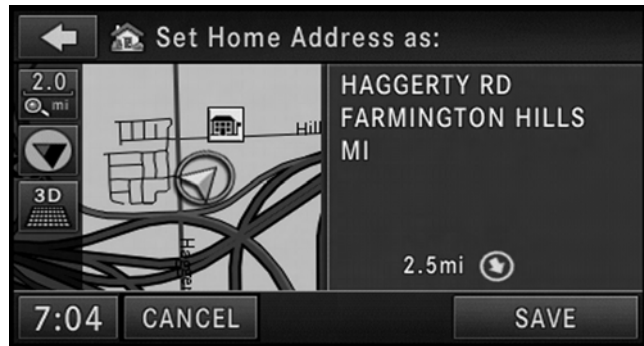 Set Home Address as:
2.0
mi
3D
Hill
Hagger
HAGGERTY RD
FARMINGTON HILLS
MI
2.5mi
7:04
CANCEL
SAVE